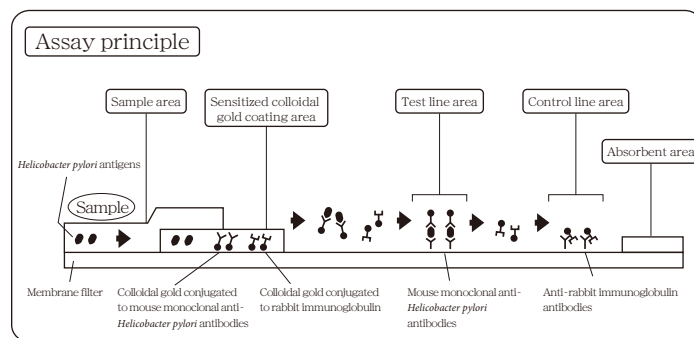 Assay principle
Sample area
Sensitized colloidal
gold coating area
Test line area
Control line area
Absorbent area
Helicobacter pylori antigens
Sample
Membrane filter
Colloidal gold conjugated
to mouse monoclonal anti-
Helicobacter pylori antibodies
Colloidal gold conjugated
to rabbit immunoglobulin
Mouse monoclonal anti-
Helicobacter pylori
antibodies
Anti-rabbit immunoglobulin
antibodies